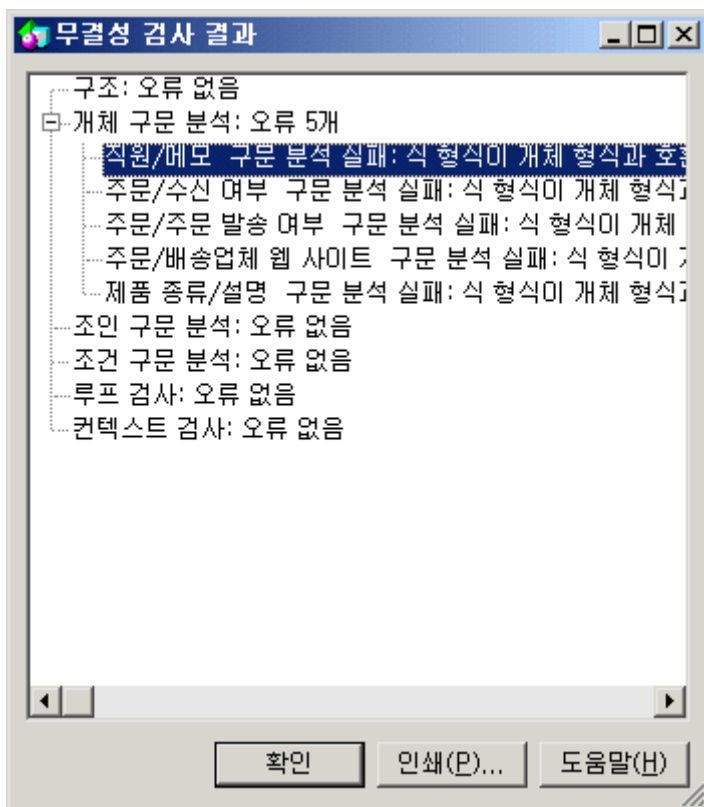 무결성 검사 결과
구조: 오류 없음
개체 구문 분석: 오류 5개
직원/메모 구문 분석 실패: 식 형식이 개체 형식과
주문/수신 여부 구문 분석 실패: 식 형식이 개체
주문/주문 발송 여부 구문 분석 실패: 식 형식이 개체
주문/배송업체 웹 사이트 구문 분석 실패: 식 형식이
제품 종류/설명 구문 분석 실패: 식 형식이 개체
조인 구문 분석: 오류 없음
조건 구문 분석: 오류 없음
루프 검사: 오류 없음
컨텍스트 검사: 오류 없음
확인 인쇄(P)... 도움말(H)